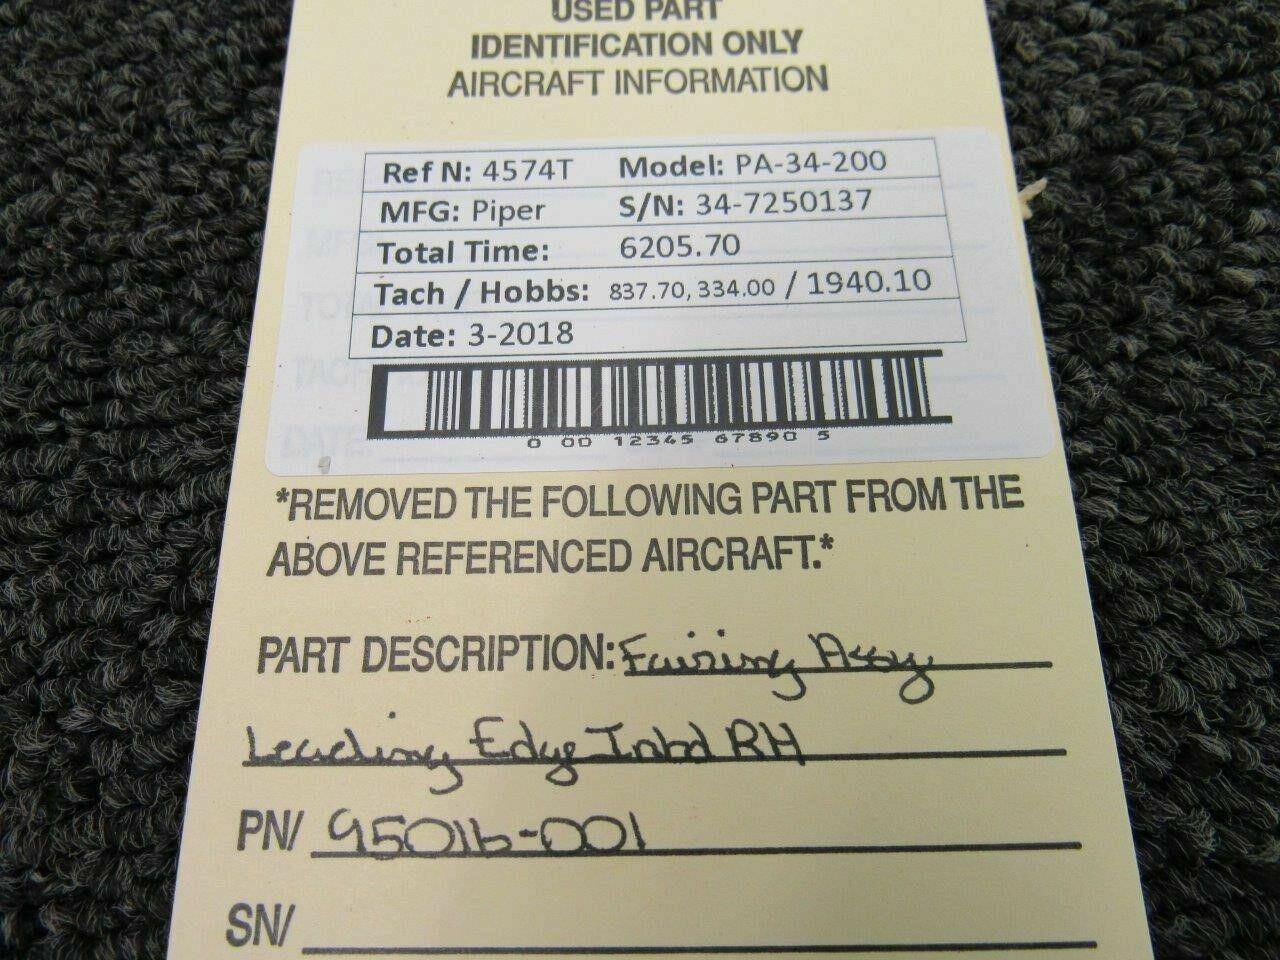 USED PART
IDENTIFICATION ONLY
AIRCRAFT INFORMATION
Ref N: 4574T Model: PA-34-200
MFG: Piper S/N: 34-7250137
Total Time: 6205.70
Tach / Hobbs: 837.70, 334.00 / 1940.10
Date: 3-2018
0 00 12345 67890 5
*REMOVED THE FOLLOWING PART FROM THE
ABOVE REFERENCED AIRCRAFT.*
PART DESCRIPTION: Fairing Assy
Leading Edge Inbd RH
PN/ 95016-001
SN/